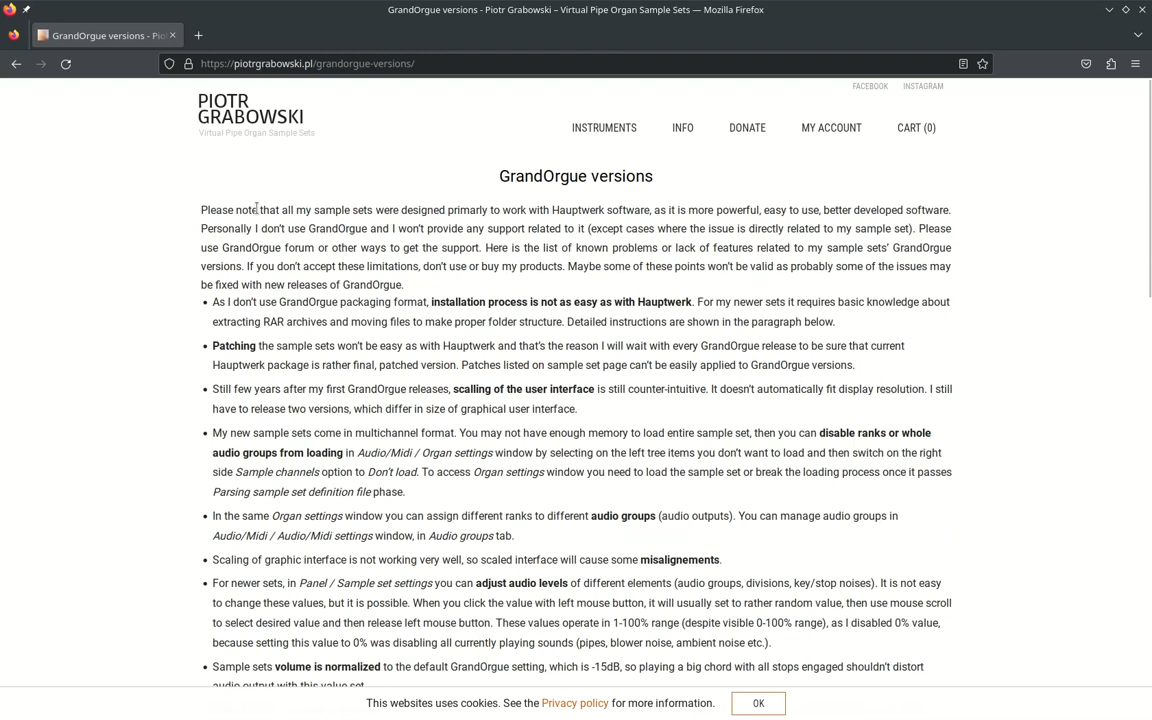 GrandOrgue versions - Piotr Grabowski – Virtual Pipe Organ Sample Sets — Mozilla Firefox
GrandOrgue versions - Pio
https://piotrgrabowski.pl/grandorgue-versions/
FACEBOOK INSTAGRAM
PIOTR
GRABOWSKI
Virtual Pipe Organ Sample Sets
INSTRUMENTS INFO DONATE MY ACCOUNT CART (0)
GrandOrgue versions
Please note that all my sample sets were designed primarly to work with Hauptwerk software, as it is more powerful, easy to use, better developed software.
Personally I don't use GrandOrgue and I won't provide any support related to it (except cases where the issue is directly related to my sample set). Please
use GrandOrgue forum or other ways to get the support. Here is the list of known problems or lack of features related to my sample sets' GrandOrgue
versions. If you don't accept these limitations, don't use or buy my products. Maybe some of these points won't be valid as probably some of the issues may
be fixed with new releases of GrandOrgue.
• As I don't use GrandOrgue packaging format, installation process is not as easy as with Hauptwerk. For my newer sets it requires basic knowledge about
extracting RAR archives and moving files to make proper folder structure. Detailed instructions are shown in the paragraph below.
• Patching the sample sets won't be easy as with Hauptwerk and that's the reason I will wait with every GrandOrgue release to be sure that current
Hauptwerk package is rather final, patched version. Patches listed on sample set page can't be easily applied to GrandOrgue versions.
• Still few years after my first GrandOrgue releases, scalling of the user interface is still counter-intuitive. It doesn't automatically fit display resolution. I still
have to release two versions, which differ in size of graphical user interface.
• My new sample sets come in multichannel format. You may not have enough memory to load entire sample set, then you can disable ranks or whole
audio groups from loading in Audio/Midi / Organ settings window by selecting on the left tree items you don't want to load and then switch on the right
side Sample channels option to Don't load. To access Organ settings window you need to load the sample set or break the loading process once it passes
Parsing sample set definition file phase.
• In the same Organ settings window you can assign different ranks to different audio groups (audio outputs). You can manage audio groups in
Audio/Midi / Audio/Midi settings window, in Audio groups tab.
• Scaling of graphic interface is not working very well, so scaled interface will cause some misalignements.
• For newer sets, in Panel / Sample set settings you can adjust audio levels of different elements (audio groups, divisions, key/stop noises). It is not easy
to change these values, but it is possible. When you click the value with left mouse button, it will usually set to rather random value, then use mouse scroll
to select desired value and then release left mouse button. These values operate in 1-100% range (despite visible 0-100% range), as I disabled 0% value,
because setting this value to 0% was disabling all currently playing sounds (pipes, blower noise, ambient noise etc.).
• Sample sets volume is normalized to the default GrandOrgue setting, which is -15dB, so playing a big chord with all stops engaged shouldn't distort
audio output with this value set.
This websites uses cookies. See the Privacy policy for more information. OK